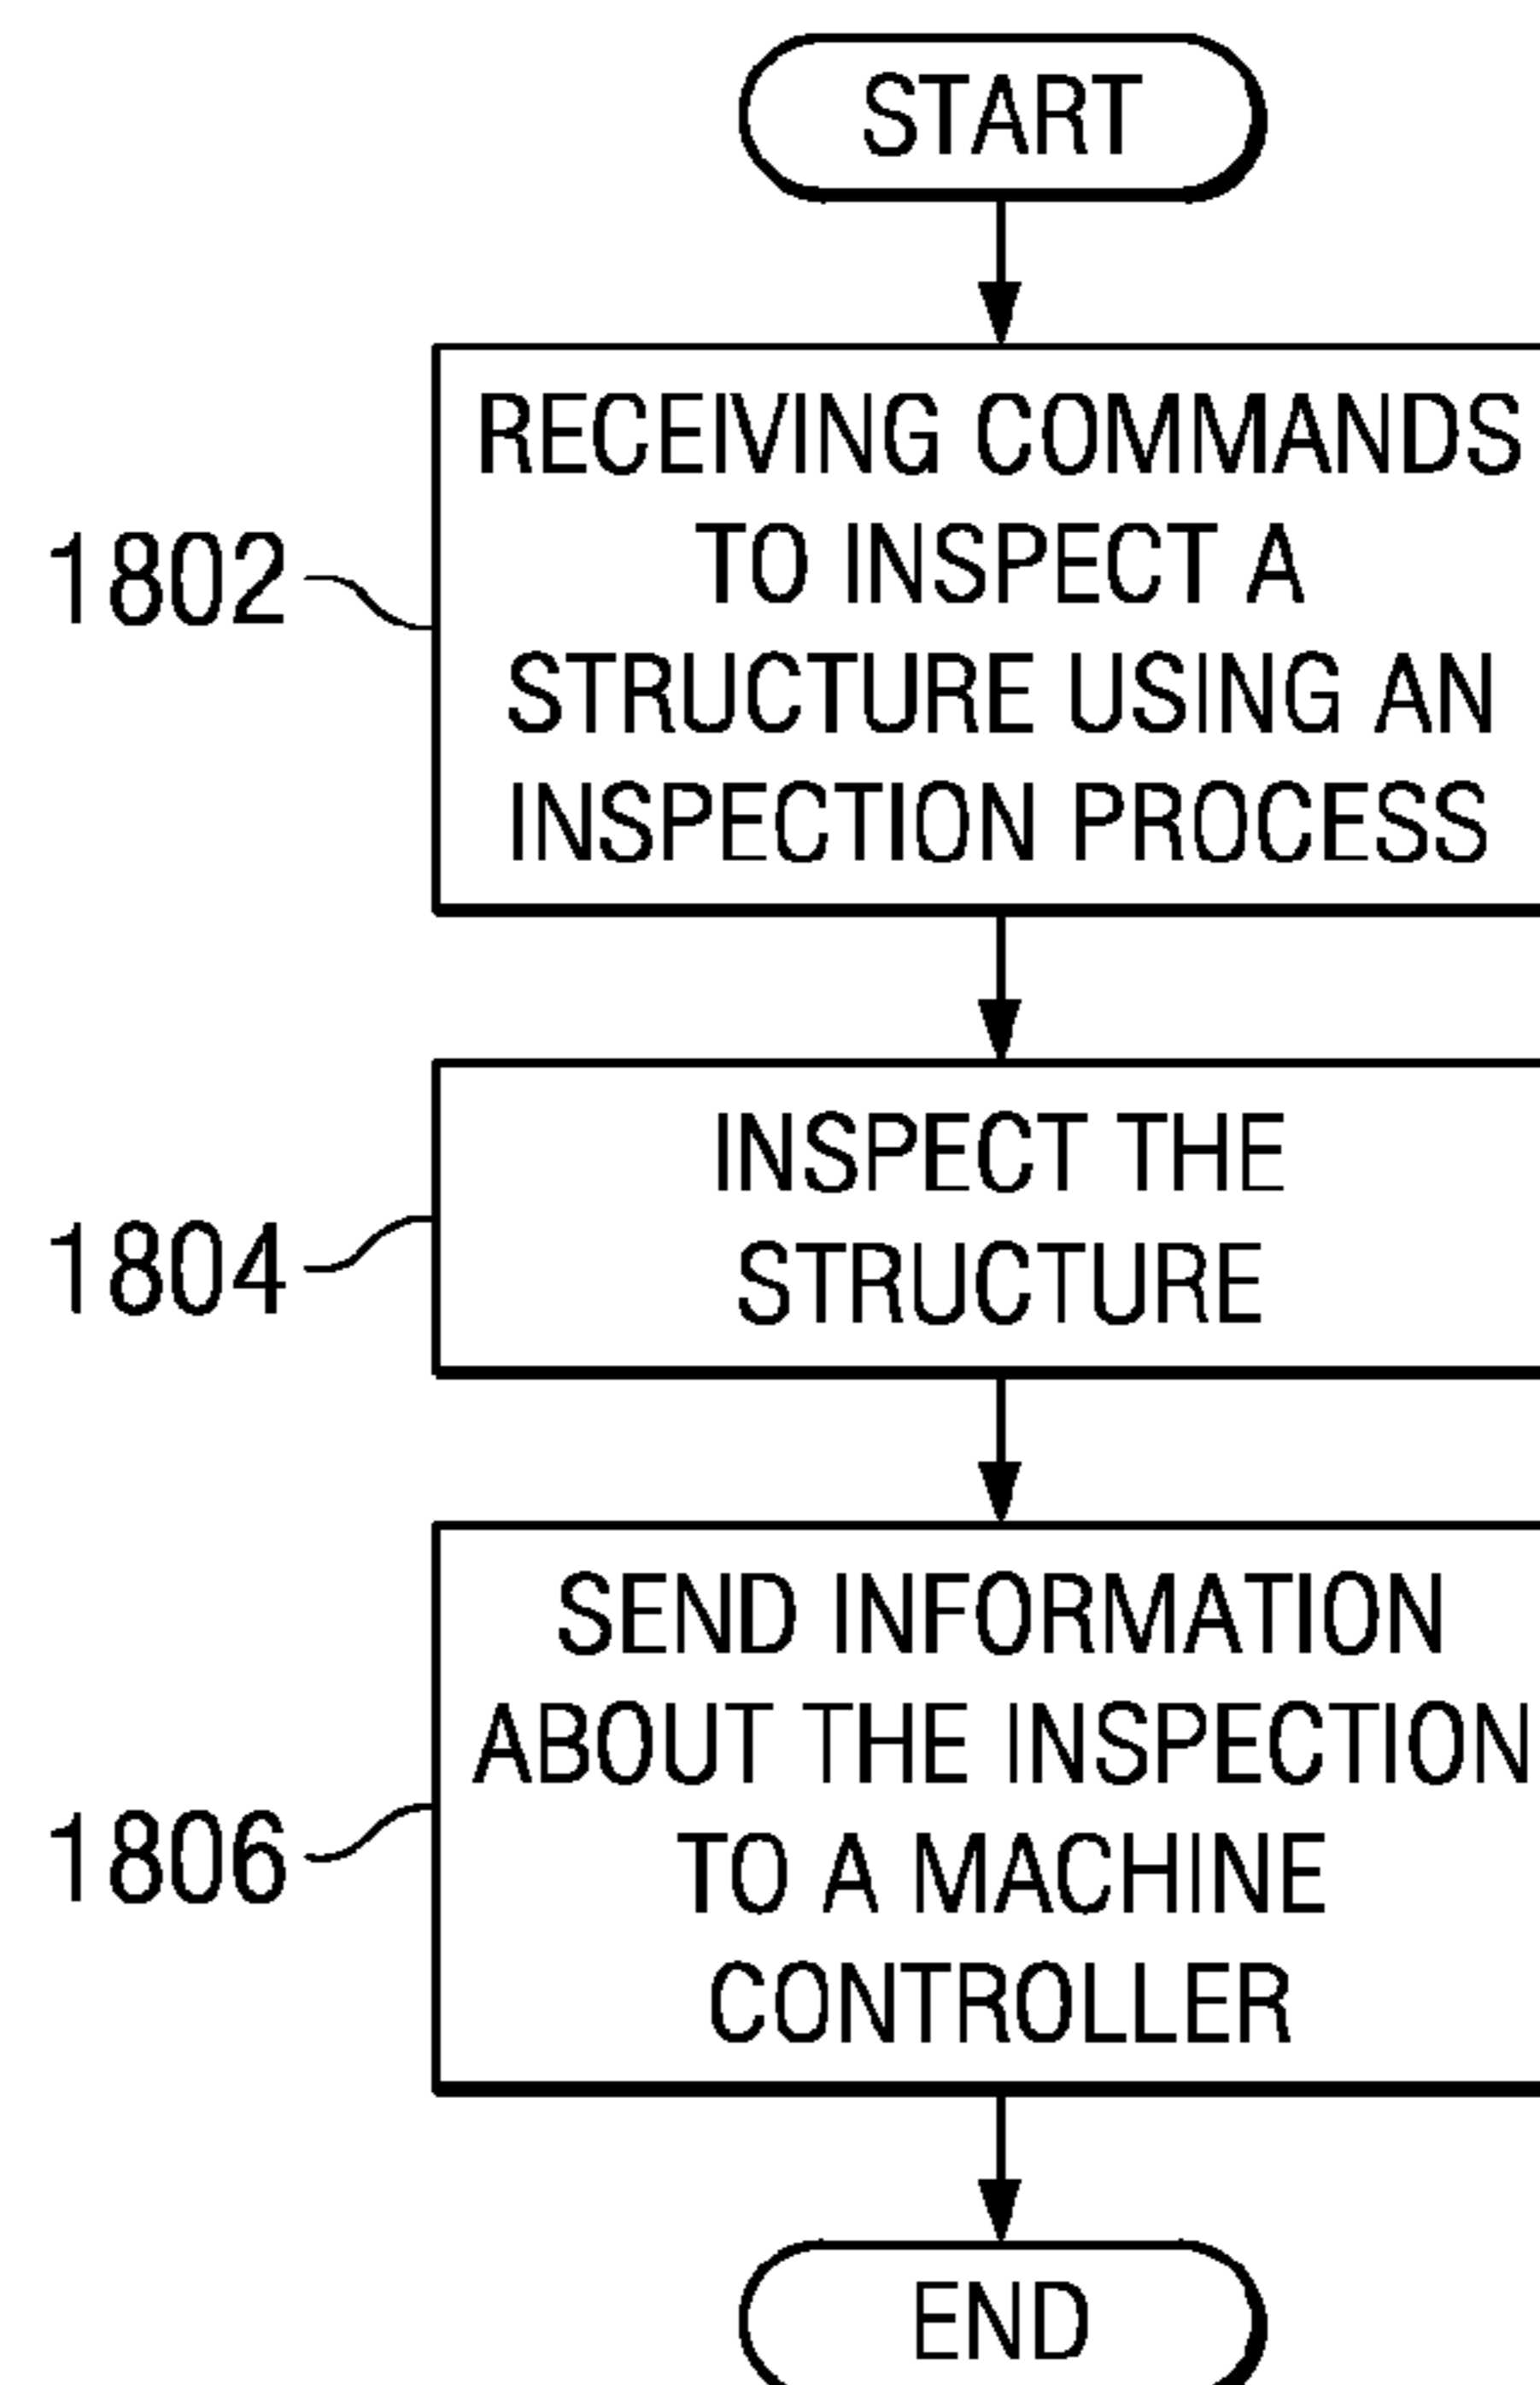 START
RECEIVING COMMANDS
TO INSPECT A
STRUCTURE USING AN
INSPECTION PROCESS
1802
INSPECT THE
STRUCTURE
1804
SEND INFORMATION
ABOUT THE INSPECTION
TO A MACHINE
CONTROLLER
1806
END